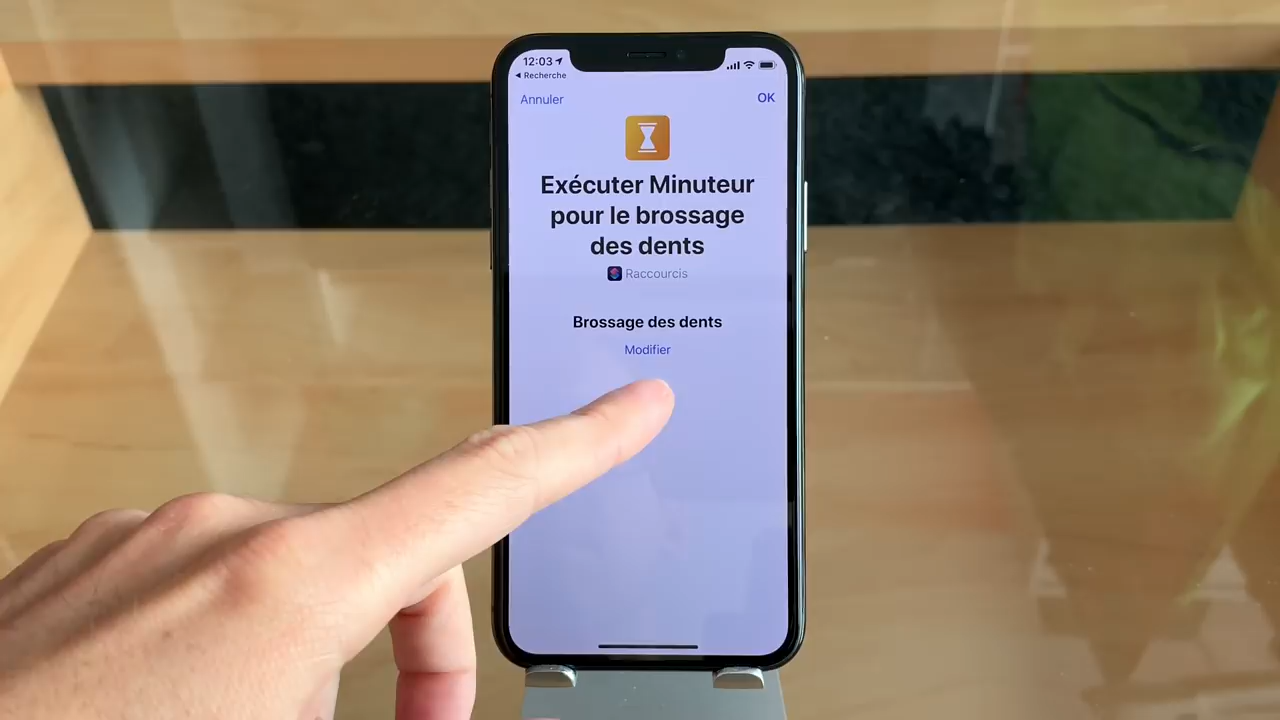 12:03
Recherche
Annuler
OK
Exécuter Minuteur
pour le brossage
des dents
Raccourcis
Brossage des dents
Modifier